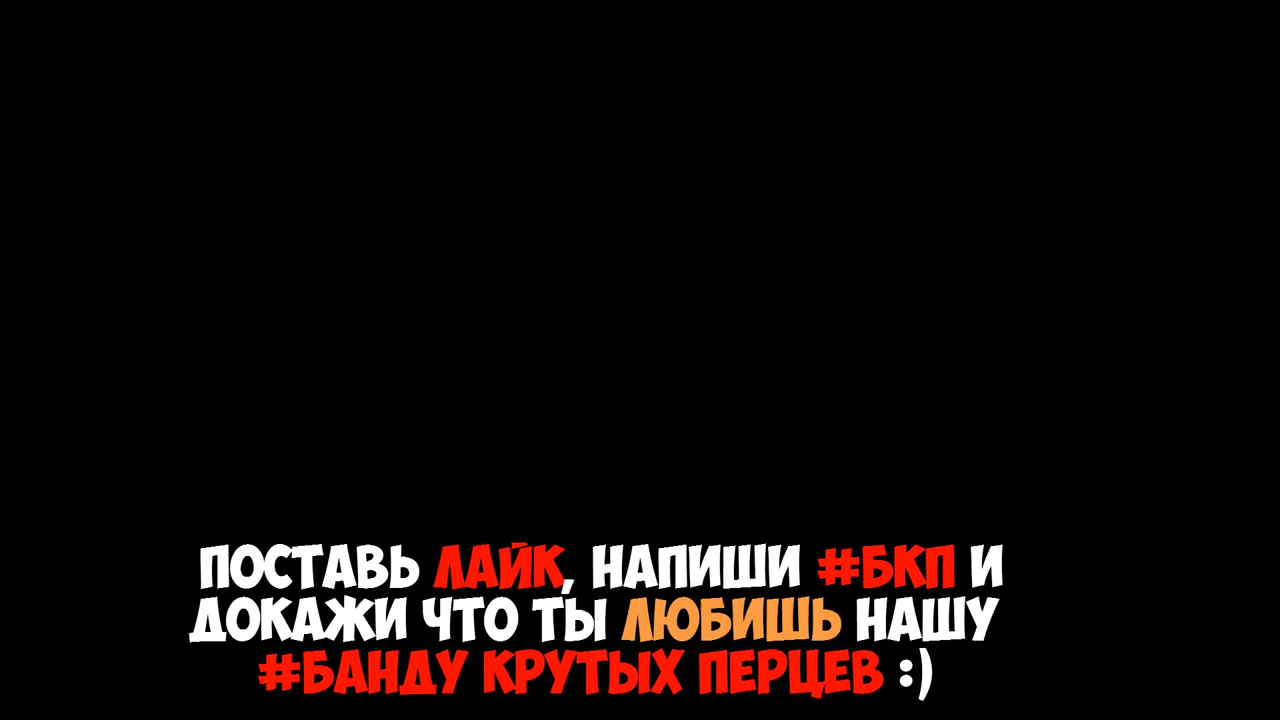 ПОСТАВЬ ЛАЙК, НАПИШИ #БКП И
ДОКАЖИ ЧТО ТЫ ЛЮБИШЬ НАШУ
#БАНДУ КРУТЫХ ПЕРЦЕВ :)